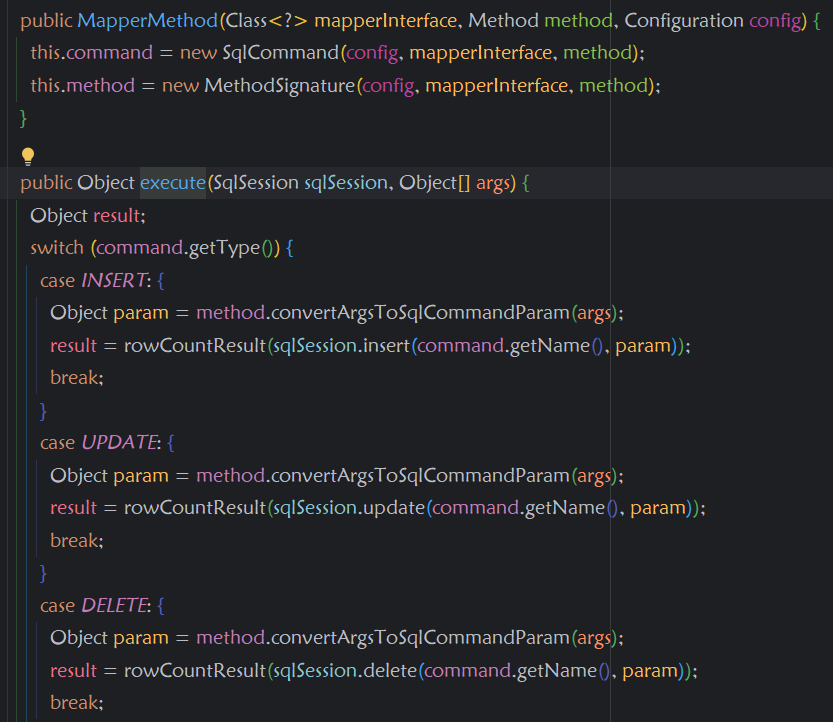 public MapperMethod(Class<?> mapperInterface, Method method, Configuration config) {
this.command = new SqlCommand(config, mapperInterface, method);
this.method = new MethodSignature(config, mapperInterface, method);
}
public Object execute(SqlSession sqlSession, Object[] args) {
Object result;
switch (command.getType()) {
case INSERT: {
Object param = method.convertArgsToSqlCommandParam(args);
result = rowCountResult(sqlSession.insert(command.getName(), param));
break;
}
case UPDATE: {
Object param = method.convertArgsToSqlCommandParam(args);
result = rowCountResult(sqlSession.update(command.getName(), param));
break;
}
case DELETE: {
Object param = method.convertArgsToSqlCommandParam(args);
result = rowCountResult(sqlSession.delete(command.getName(), param));
break;